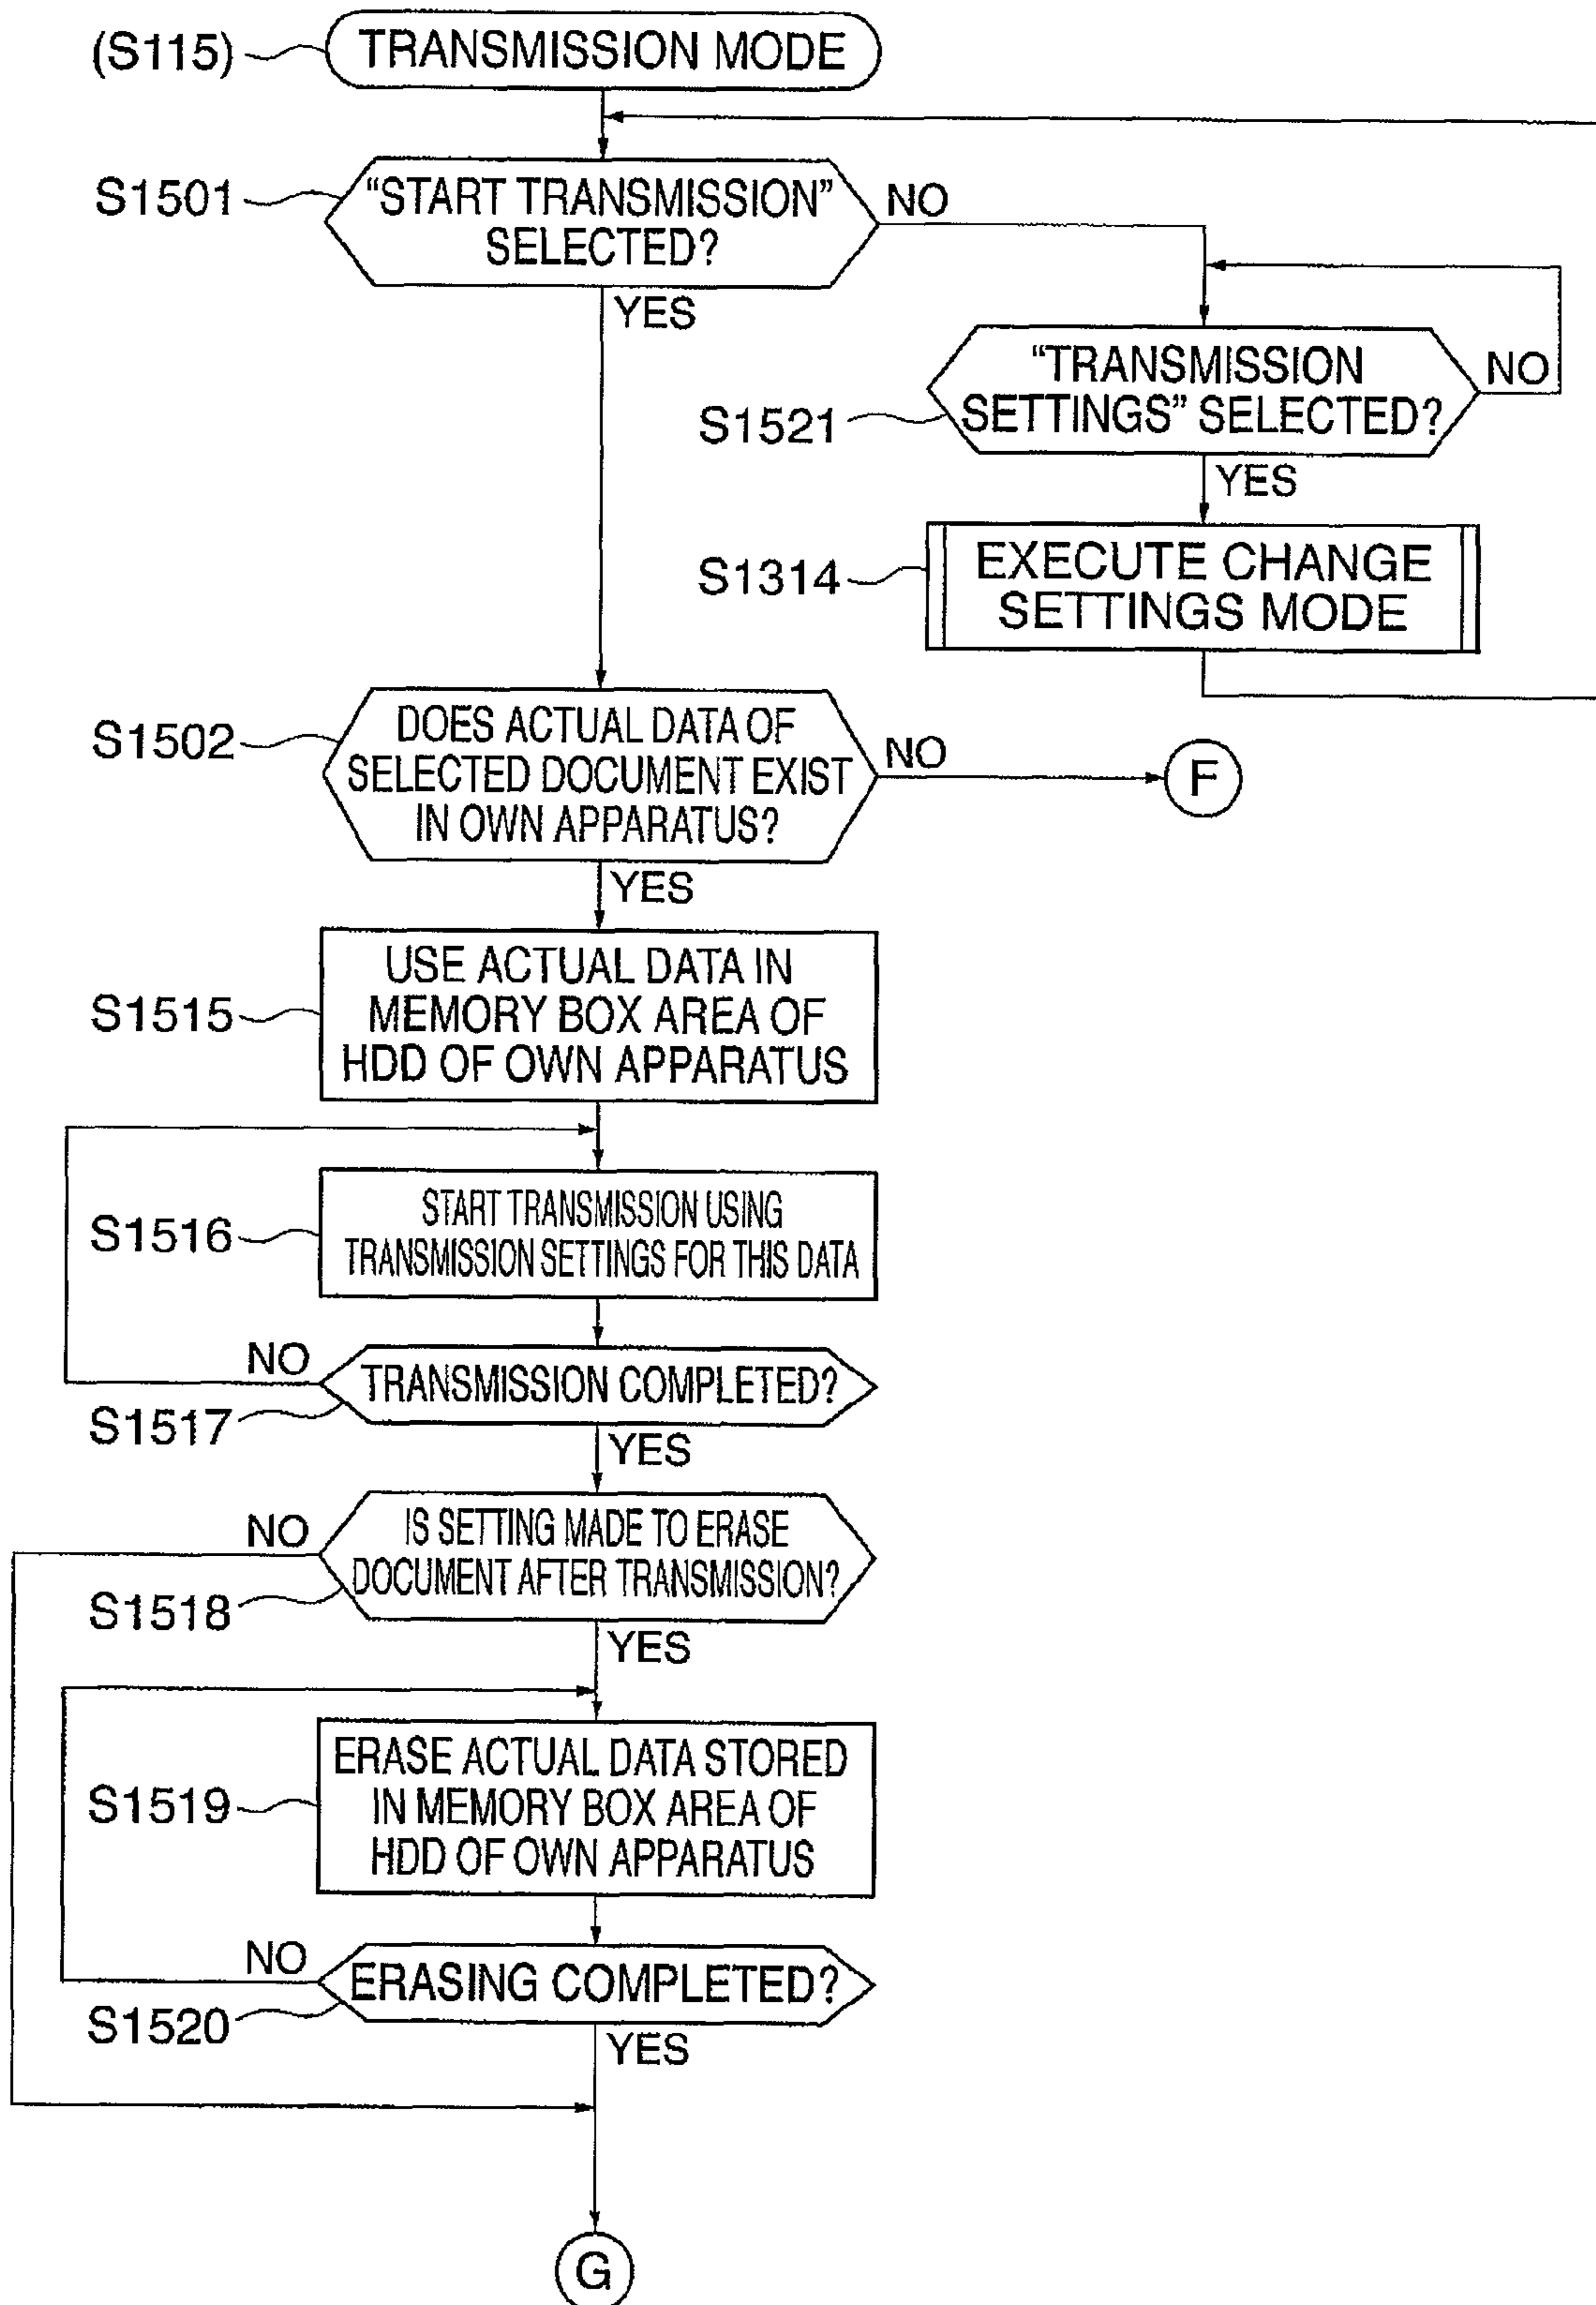 (S115)
TRANSMISSION MODE
S1501
“START TRANSMISSION”
SELECTED?
NO
YES
“TRANSMISSION
SETTINGS” SELECTED?
NO
S1521
YES
S1314
EXECUTE CHANGE
SETTINGS MODE
S1502
DOES ACTUAL DATA OF
SELECTED DOCUMENT EXIST
IN OWN APPARATUS?
NO
F
YES
S1515
USE ACTUAL DATA IN
MEMORY BOX AREA OF
HDD OF OWN APPARATUS
S1516
START TRANSMISSION USING
TRANSMISSION SETTINGS FOR THIS DATA
NO
TRANSMISSION COMPLETED?
S1517
YES
NO
IS SETTING MADE TO ERASE
DOCUMENT AFTER TRANSMISSION?
S1518
YES
S1519
ERASE ACTUAL DATA STORED
IN MEMORY BOX AREA OF
HDD OF OWN APPARATUS
NO
ERASING COMPLETED?
S1520
YES
G